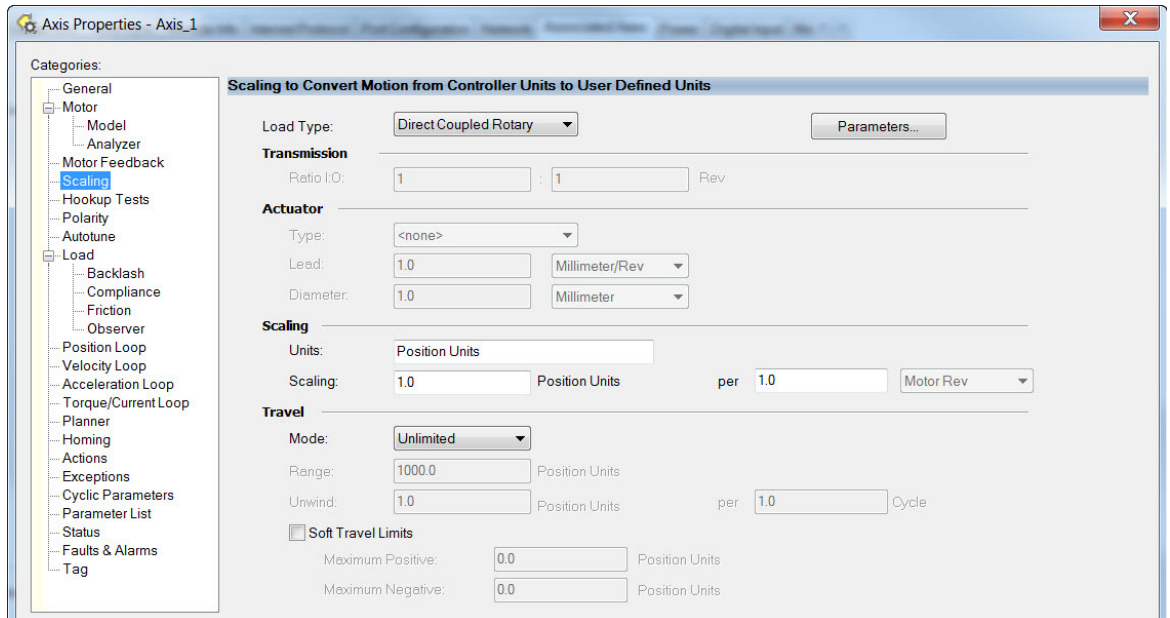 Axis Properties - Axis_1
X
Categories:
General
Motor
Model
Analyzer
Motor Feedback
Scaling
Hookup Tests
Polarity
Autotune
Load
Backlash
Compliance
Friction
Observer
Position Loop
Velocity Loop
Acceleration Loop
Torque/Current Loop
Planner
Homing
Actions
Exceptions
Cyclic Parameters
Parameter List
Status
Faults & Alarms
Tag
Scaling to Convert Motion from Controller Units to User Defined Units
Load Type: Direct Coupled Rotary Parameters...
Transmission
Ratio I:O: 1 : 1 Rev
Actuator
Type: <none>
Lead: 1.0 Millimeter/Rev
Diameter: 1.0 Millimeter
Scaling
Units: Position Units
Scaling: 1.0 Position Units per 1.0 Motor Rev
Travel
Mode: Unlimited
Range: 1000.0 Position Units
Unwind: 1.0 Position Units per 1.0 Cycle
Soft Travel Limits
Maximum Positive: 0.0 Position Units
Maximum Negative: 0.0 Position Units